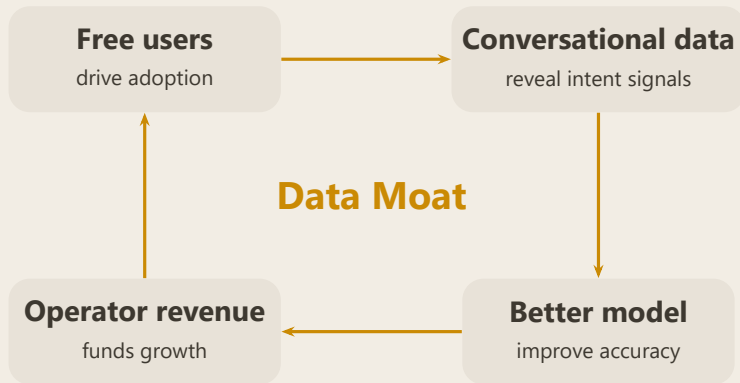 Free users
drive adoption
Conversational data
reveal intent signals
Data Moat
Operator revenue
funds growth
Better model
improve accuracy